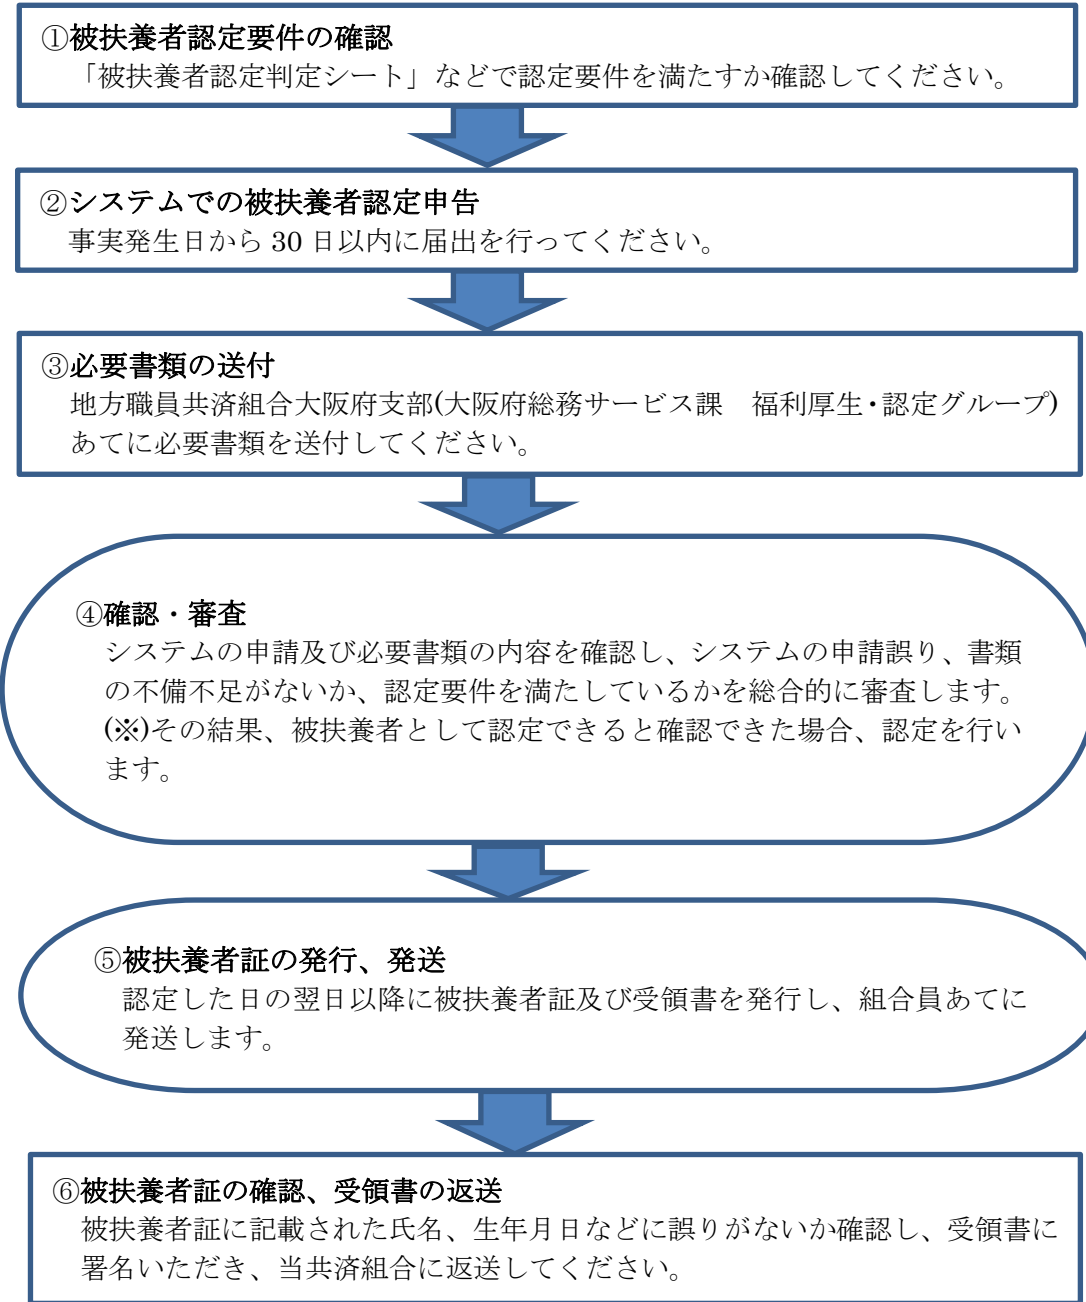 ①被扶養者認定要件の確認
「被扶養者認定判定シート」などで認定要件を満たすか確認してください。
②システムでの被扶養者認定申告
事実発生日から 30 日以内に届出を行ってください。
③必要書類の送付
地方職員共済組合大阪府支部(大阪府総務サービス課　福利厚生・認定グループ)
あてに必要書類を送付してください。
④確認・審査
システムの申請及び必要書類の内容を確認し、システムの申請誤り、書類
の不備不足がないか、認定要件を満たしているかを総合的に審査します。
(※)その結果、被扶養者として認定できると確認できた場合、認定を行い
ます。
⑤被扶養者証の発行、発送
認定した日の翌日以降に被扶養者証及び受領書を発行し、組合員あてに
発送します。
⑥被扶養者証の確認、受領書の返送
被扶養者証に記載された氏名、生年月日などに誤りがないか確認し、受領書に
署名いただき、当共済組合に返送してください。